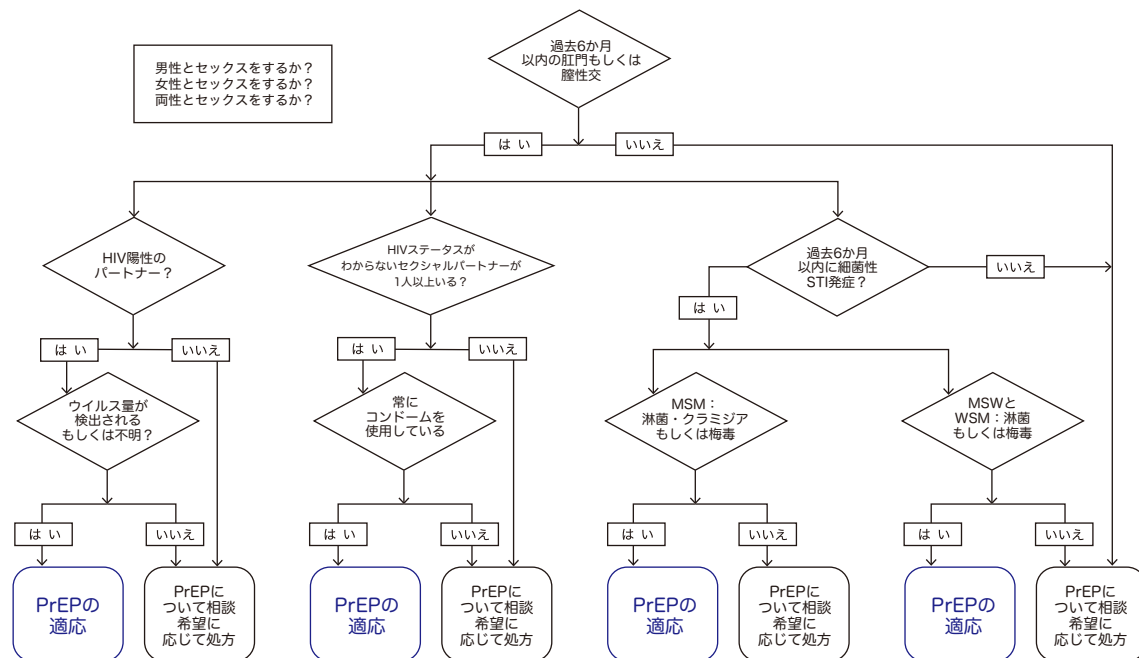 男性とセックスをするか？
女性とセックスをするか？
両性とセックスをするか？
過去6か月
以内の肛門もしくは
膣性交
はい
いいえ
HIV陽性の
パートナー？
HIVステータスが
わからないセクシャルパートナーが
1人以上いる？
過去6か月
以内に細菌性
STI発症？
いいえ
はい
はい
いいえ
はい
いいえ
ウイルス量が
検出される
もしくは不明？
常に
コンドームを
使用している
MSM：
淋菌・クラミジア
もしくは梅毒
MSWと
WSM：淋菌
もしくは梅毒
はい
いいえ
はい
いいえ
はい
いいえ
はい
いいえ
PrEPの
適応
PrEPに
ついて相談
希望に
応じて処方
PrEPの
適応
PrEPに
ついて相談
希望に
応じて処方
PrEPの
適応
PrEPに
ついて相談
希望に
応じて処方
PrEPの
適応
PrEPに
ついて相談
希望に
応じて処方